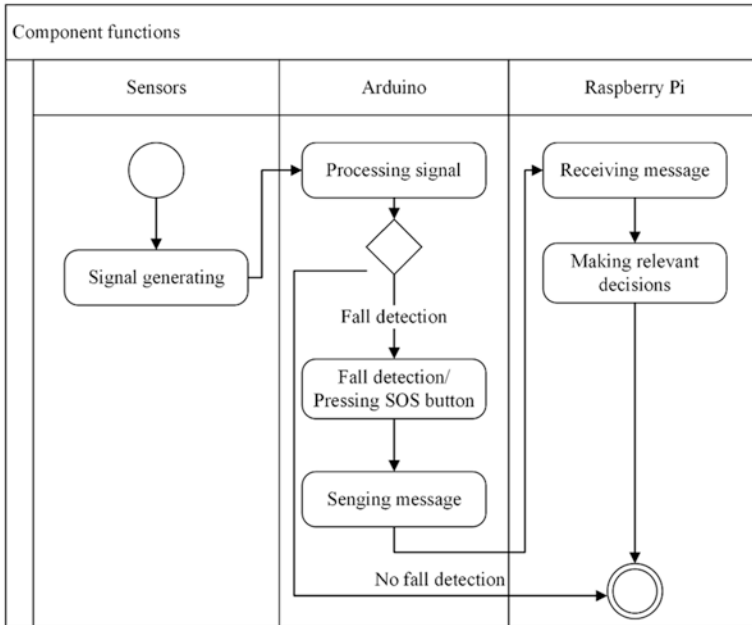 Component functions
Sensors
Arduino
Raspberry Pi
Processing signal
Receiving message
Signal generating
Making relevant
decisions
Fall detection
Fall detection/
Pressing SOS button
Senging message
No fall detection